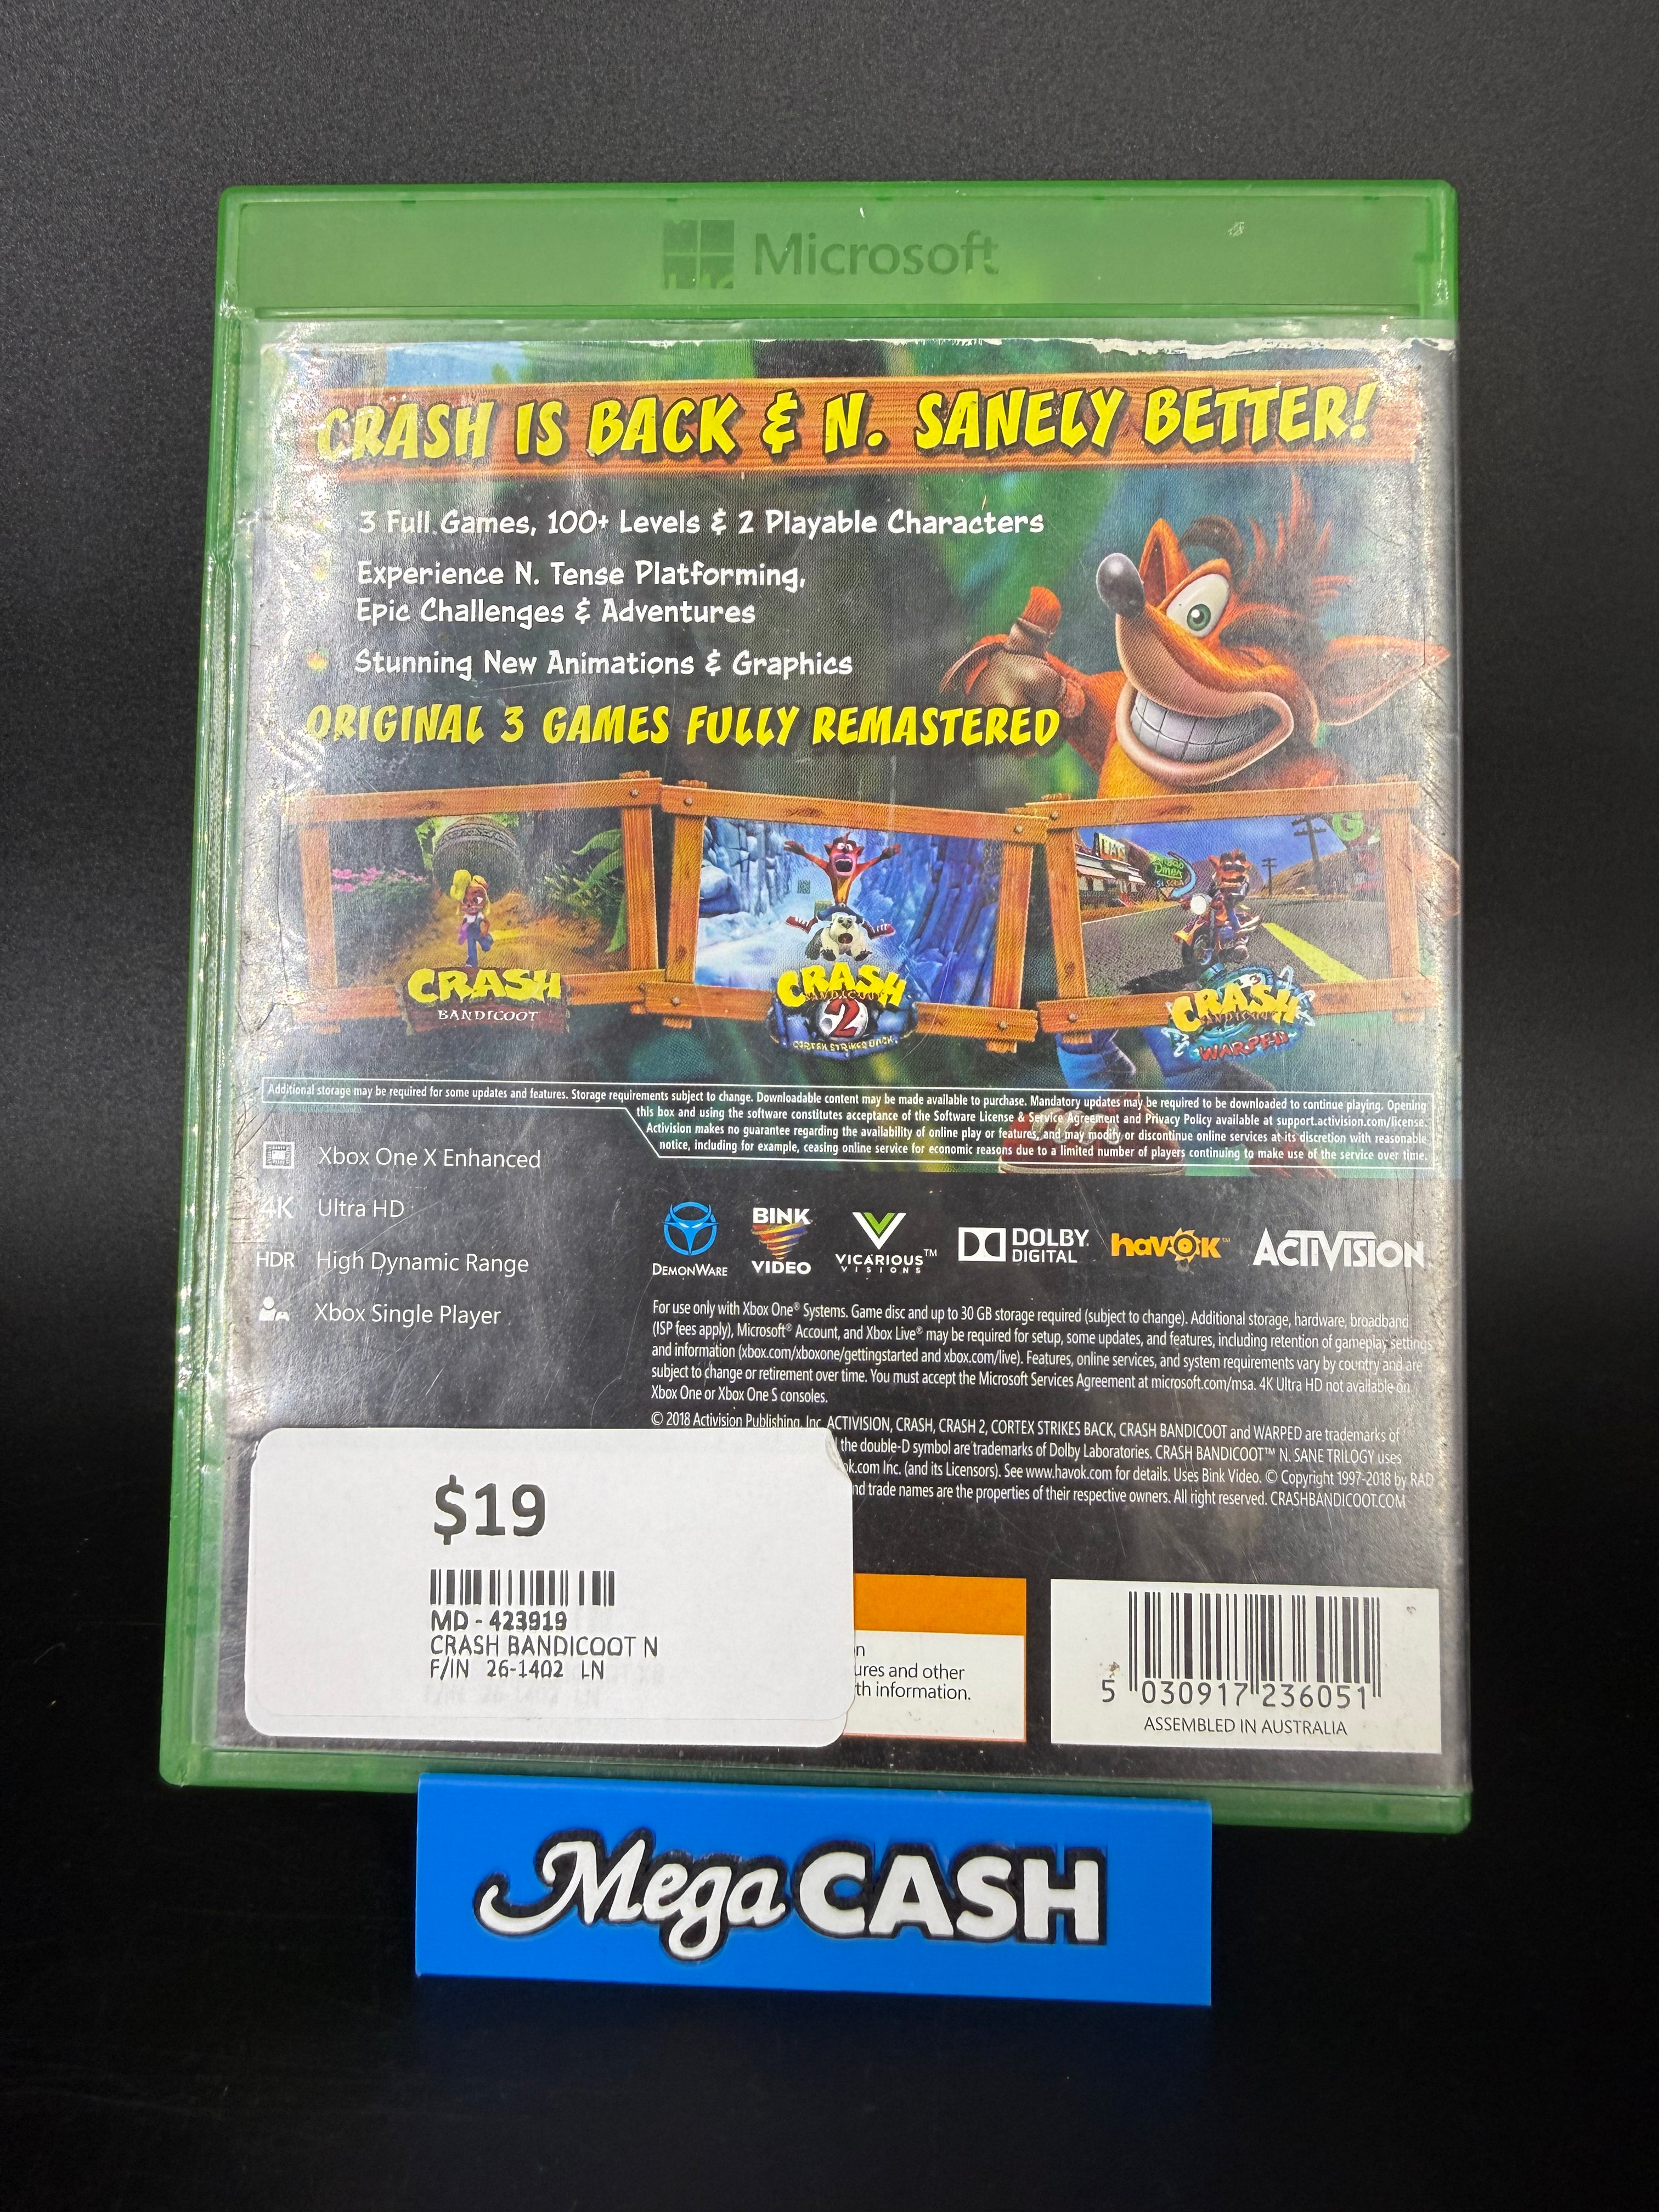 Microsoft
CRASH IS BACK & N. SANELY BETTER!
3 Full Games, 100+ Levels & 2 Playable Characters
Experience N. Tense Platforming,
Epic Challenges & Adventures
Stunning New Animations & Graphics
ORIGINAL 3 GAMES FULLY REMASTERED
CRASH
BANDICOOT
CRASH
BANDICOOT
2
CORTEX STRIKES BACK
CRASH
BANDICOOT
3
WARPED
Additional storage may be required for some updates and features. Storage requirements subject to change. Downloadable content may be made available to purchase. Mandatory updates may be required to be downloaded to continue playing. Opening
this box and using the software constitutes acceptance of the Software License & Service Agreement and Privacy Policy available at support.activision.com/license.
Activision makes no guarantee regarding the availability of online play or features, and may modify or discontinue online services at its discretion with reasonable
notice, including for example, ceasing online service for economic reasons due to a limited number of players continuing to make use of the service over time.
Xbox One X Enhanced
4K Ultra HD
HDR High Dynamic Range
Xbox Single Player
DEMONWARE
BINK
VIDEO
VICARIOUS™
VISIONS
DOLBY
DIGITAL
havok™
ACTIVISION
For use only with Xbox One® Systems. Game disc and up to 30 GB storage required (subject to change). Additional storage, hardware, broadband
(ISP fees apply), Microsoft® Account, and Xbox Live® may be required for setup, some updates, and features, including retention of gameplay settings
and information (xbox.com/xboxone/gettingstarted and xbox.com/live). Features, online services, and system requirements vary by country and are
subject to change or retirement over time. You must accept the Microsoft Services Agreement at microsoft.com/msa. 4K Ultra HD not available on
Xbox One or Xbox One S consoles.
© 2018 Activision Publishing, Inc. ACTIVISION, CRASH, CRASH 2, CORTEX STRIKES BACK, CRASH BANDICOOT and WARPED are trademarks of
the double-D symbol are trademarks of Dolby Laboratories. CRASH BANDICOOT™ N. SANE TRILOGY uses
k.com Inc. (and its Licensors). See www.havok.com for details. Uses Bink Video. © Copyright 1997-2018 by RAD
nd trade names are the properties of their respective owners. All right reserved. CRASHBANDICOOT.COM
$19
MD - 423919
CRASH BANDICOOT N
F/IN 26-1402 LN
n
ures and other
th information.
5 030917 236051
ASSEMBLED IN AUSTRALIA
Mega CASH